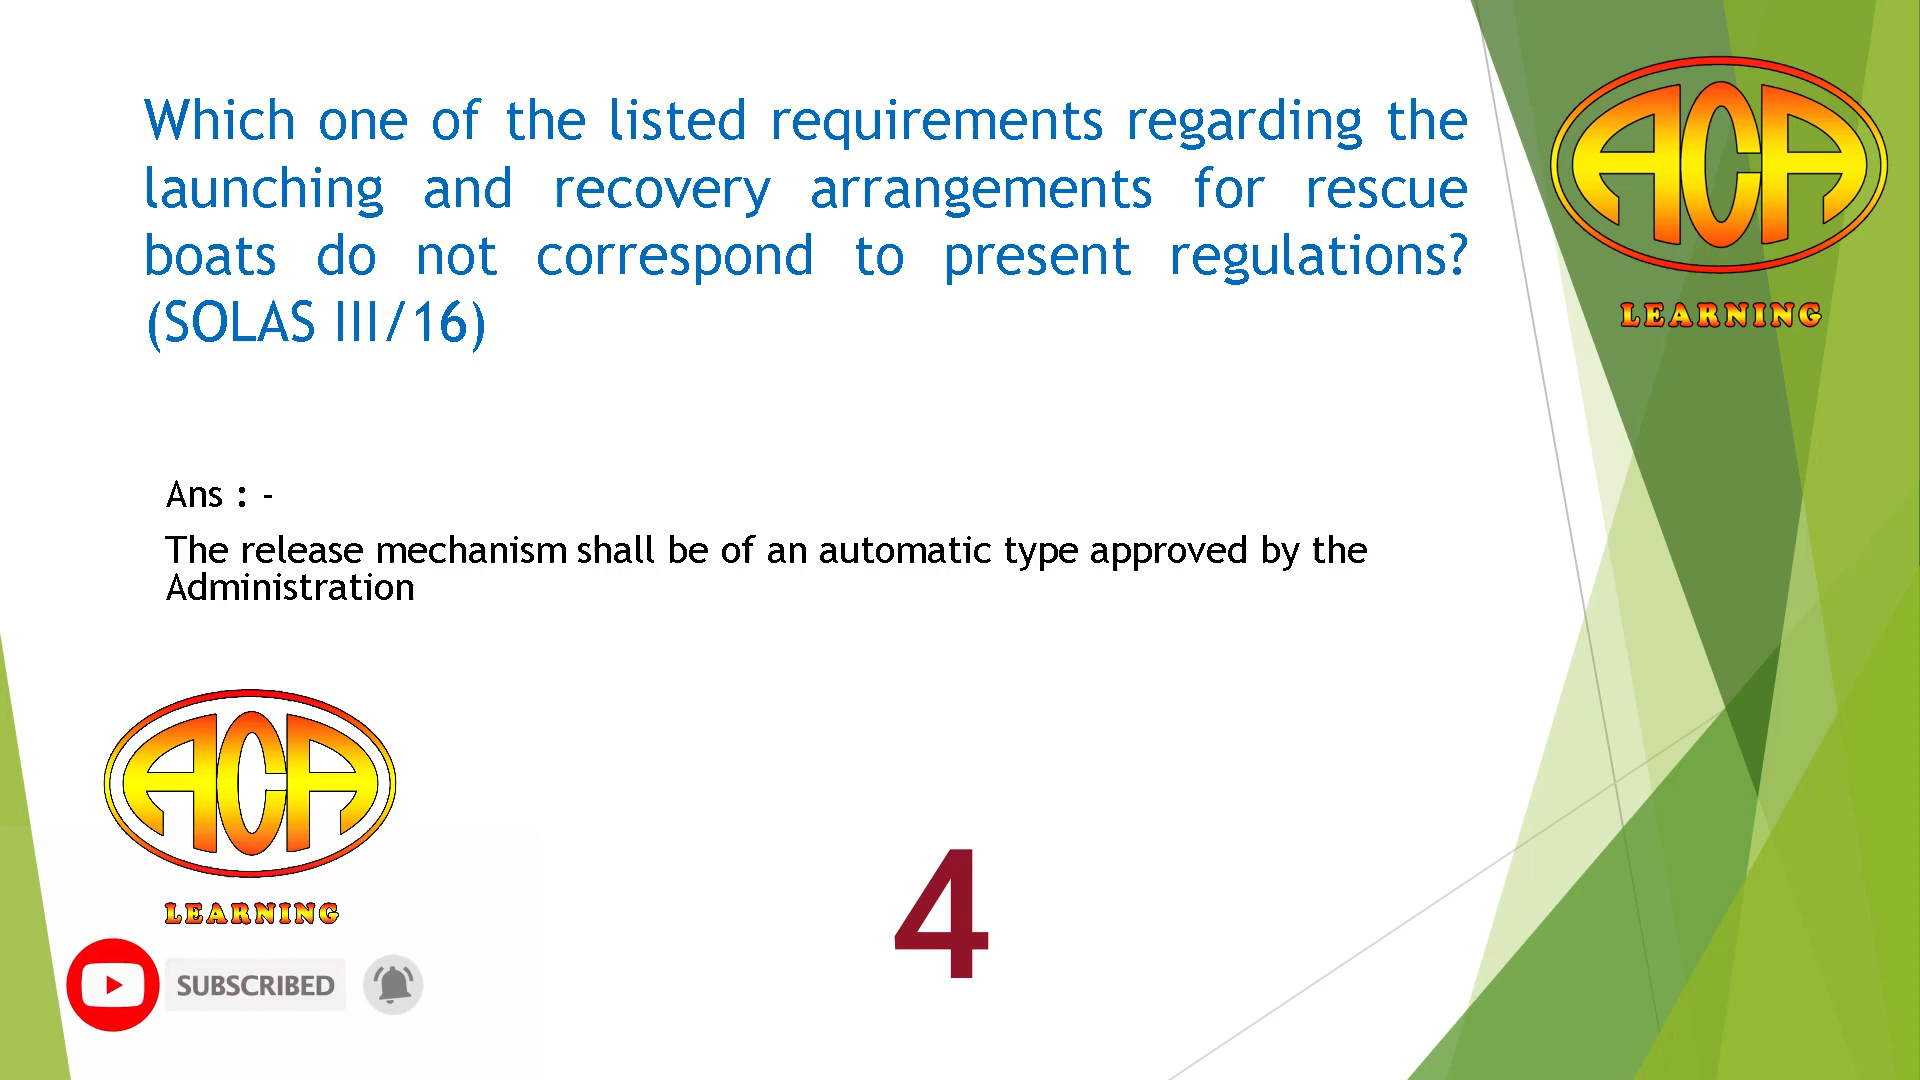 Which one of the listed requirements regarding the
launching and recovery arrangements for rescue
boats do not correspond to present regulations?
(SOLAS III/16)
ACA
LEARNING
Ans : -
The release mechanism shall be of an automatic type approved by the
Administration
ACA
LEARNING
4
SUBSCRIBED